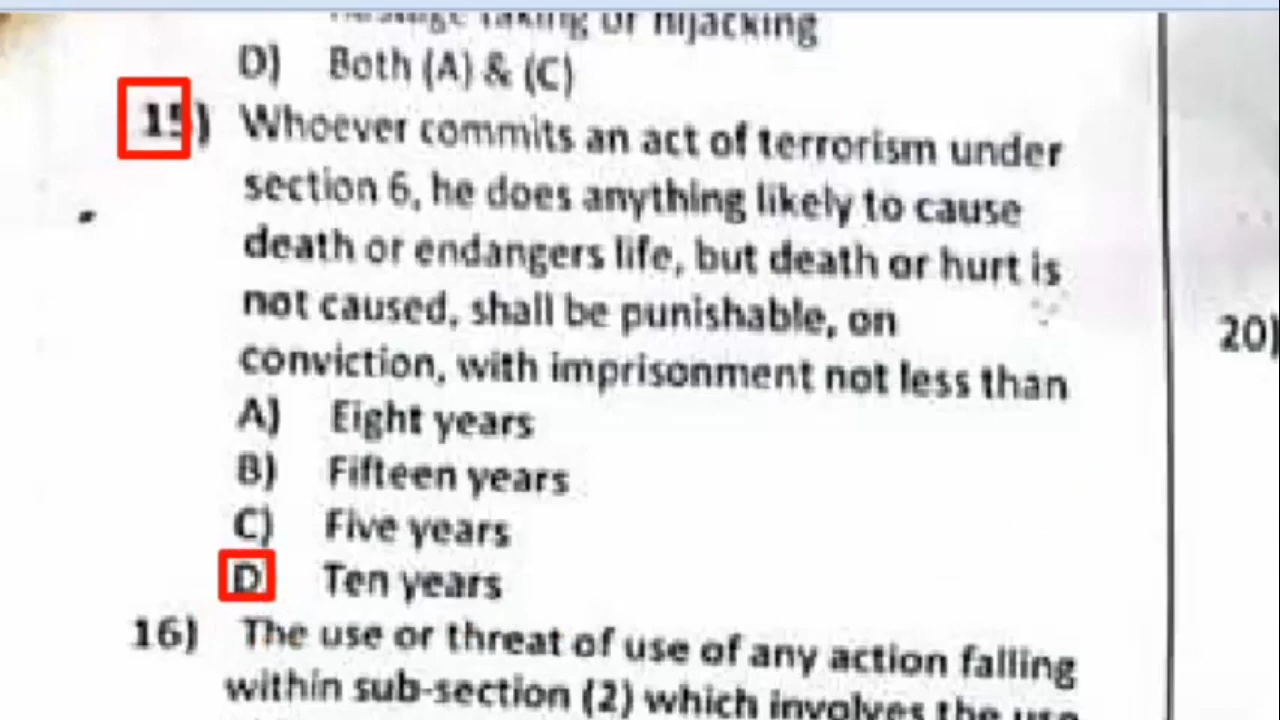 taking or hijacking
D) Both (A) & (C)
15) Whoever commits an act of terrorism under
section 6, he does anything likely to cause
death or endangers life, but death or hurt is
not caused, shall be punishable, on
conviction, with imprisonment not less than
A) Eight years
B) Fifteen years
C) Five years
D Ten years
16) The use or threat of use of any action falling
within sub-section (2) which involves the use
20)